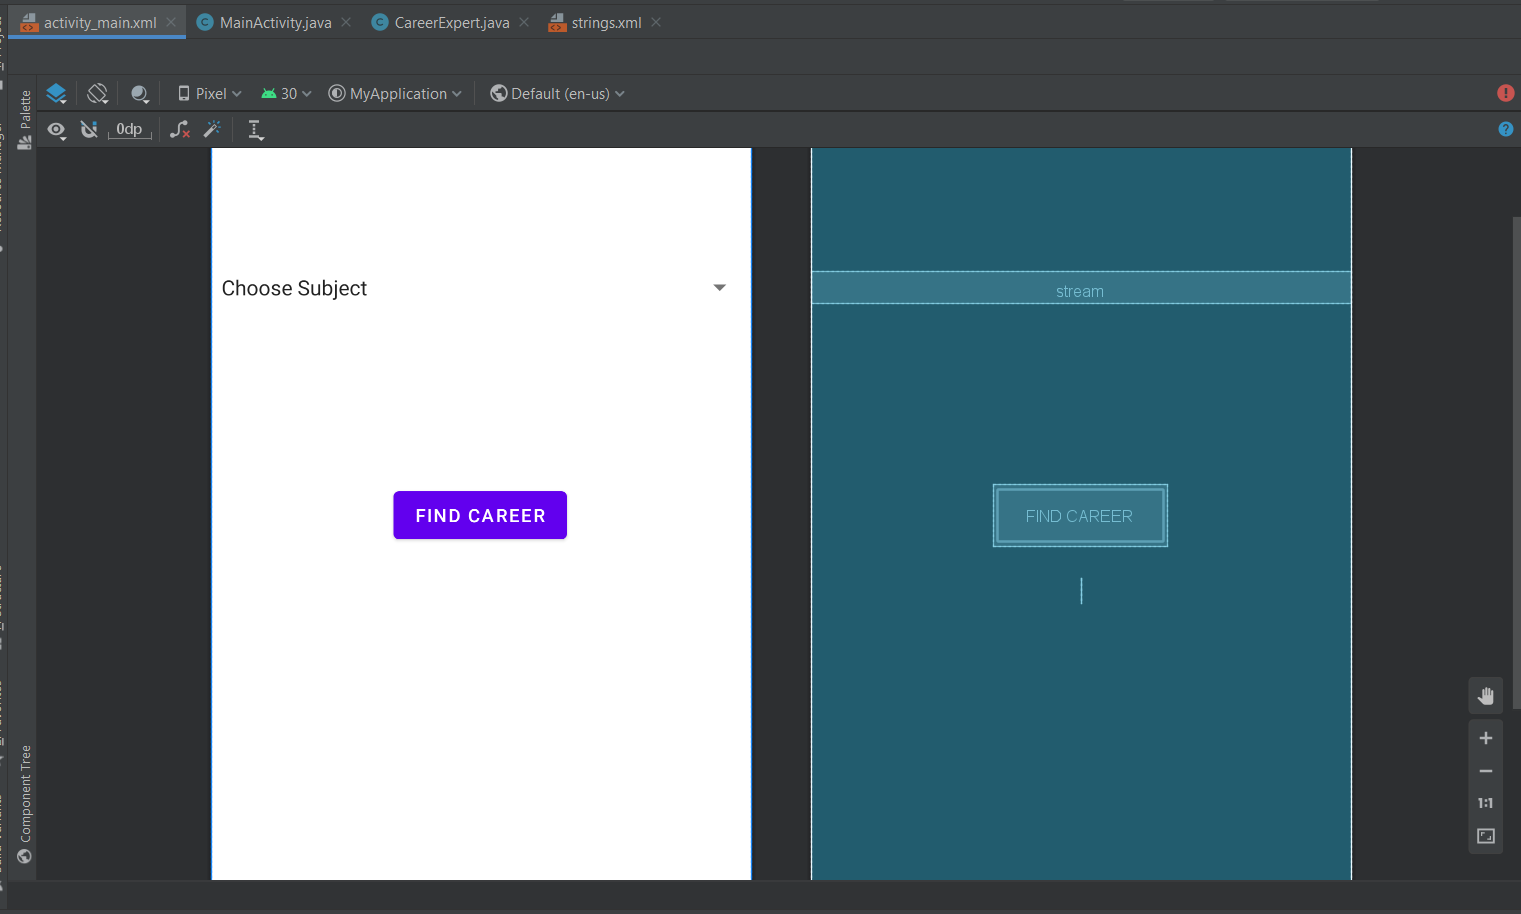 activity_main.xml
MainActivity.java
CareerExpert.java
strings.xml
Pixel
30
MyApplication
Default (en-us)
Palette
0dp
Choose Subject
stream
FIND CAREER
FIND CAREER
Component Tree
1:1